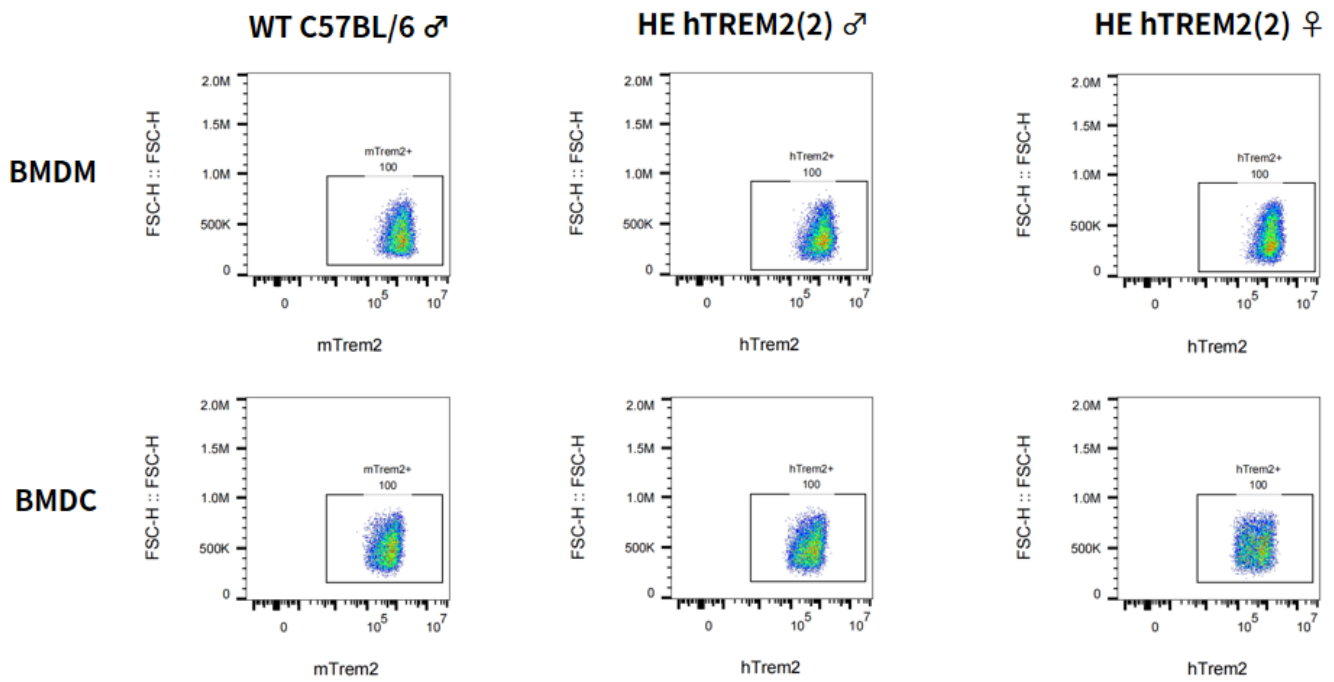 WT C57BL/6 ♂
HE hTREM2(2) ♂
HE hTREM2(2) ♀
BMDM
FSC-H :: FSC-H
2.0M
1.5M
1.0M
500K
0
mTrem2+
100
0
10^5
10^7
mTrem2
FSC-H :: FSC-H
2.0M
1.5M
1.0M
500K
0
hTrem2+
100
0
10^5
10^7
hTrem2
FSC-H :: FSC-H
2.0M
1.5M
1.0M
500K
0
hTrem2+
100
0
10^5
10^7
hTrem2
BMDC
FSC-H :: FSC-H
2.0M
1.5M
1.0M
500K
0
mTrem2+
100
0
10^5
10^7
mTrem2
FSC-H :: FSC-H
2.0M
1.5M
1.0M
500K
0
hTrem2+
100
0
10^5
10^7
hTrem2
FSC-H :: FSC-H
2.0M
1.5M
1.0M
500K
0
hTrem2+
100
0
10^5
10^7
hTrem2